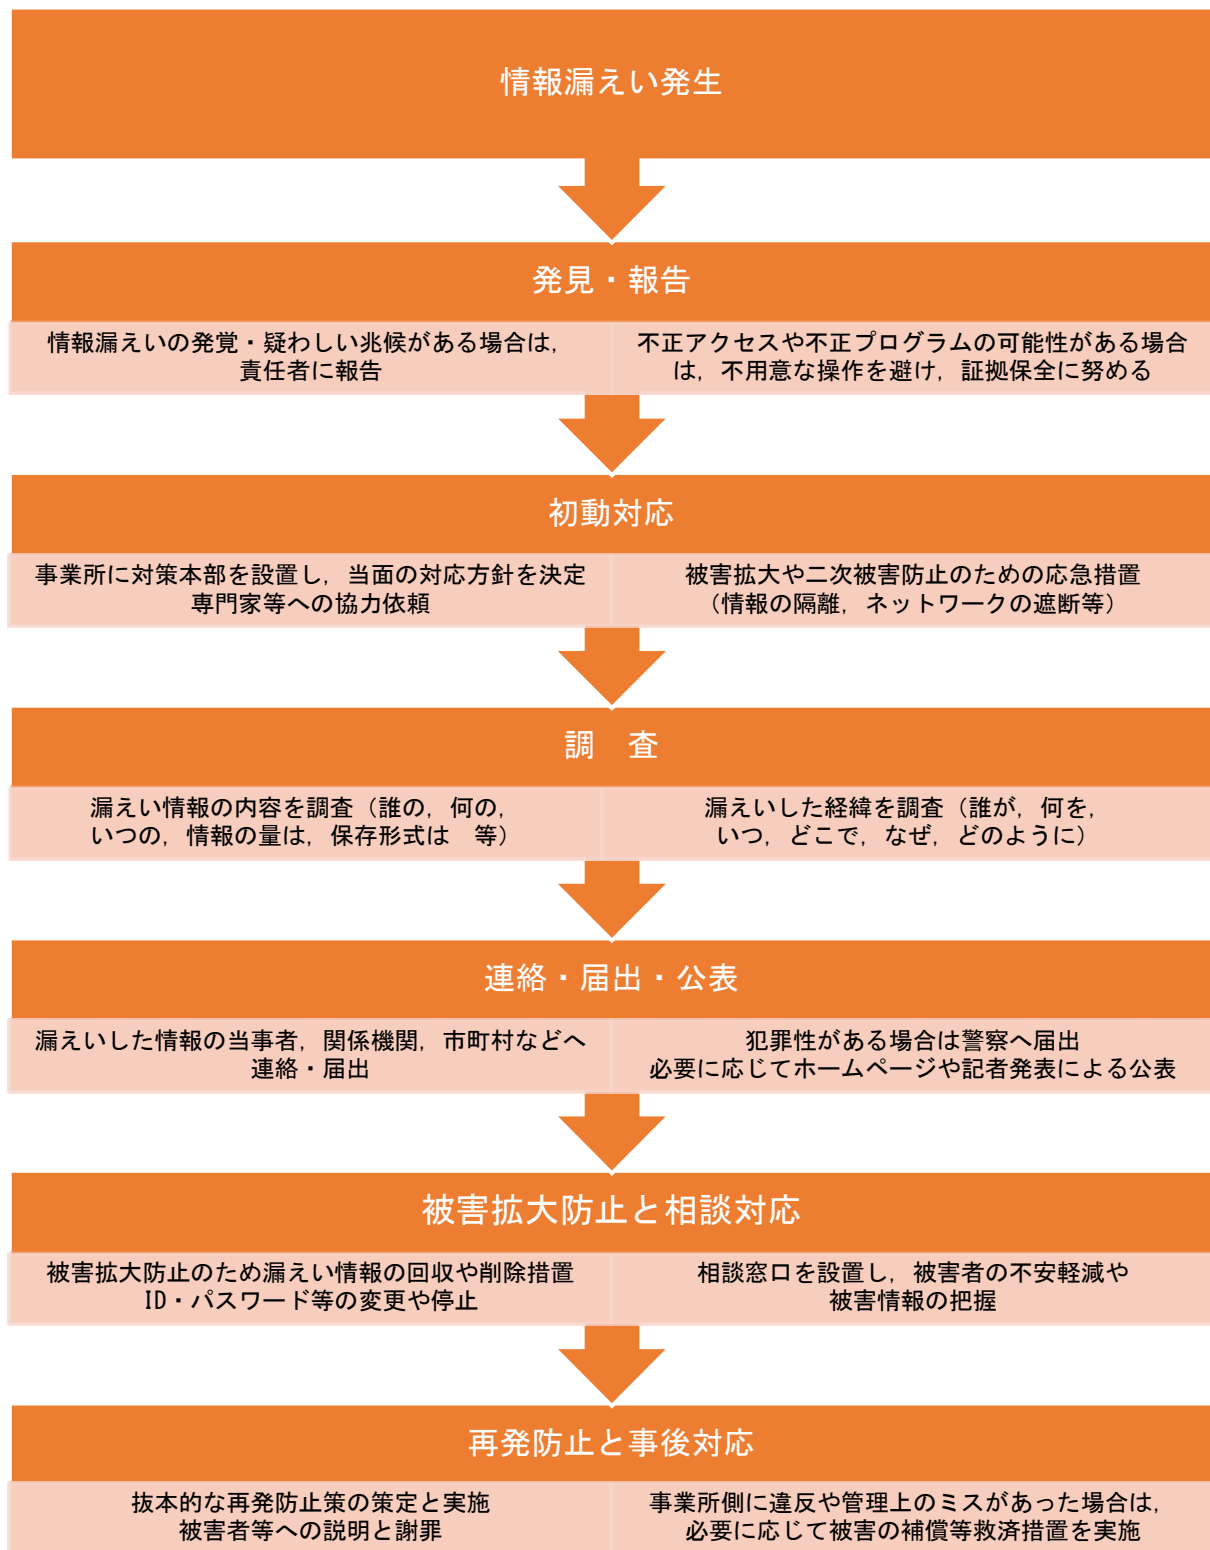 情報漏えい発生
発見・報告
情報漏えいの発覚・疑わしい兆候がある場合は,
責任者に報告
不正アクセスや不正プログラムの可能性がある場合
は, 不用意な操作を避け, 証拠保全に努める
初動対応
事業所に対策本部を設置し, 当面の対応方針を決定
専門家等への協力依頼
被害拡大や二次被害防止のための応急措置
(情報の隔離, ネットワークの遮断等)
調 査
漏えい情報の内容を調査(誰の, 何の,
いつの, 情報の量は, 保存形式は 等)
漏えいした経緯を調査(誰が, 何を,
いつ, どこで, なぜ, どのように)
連絡・届出・公表
漏えいした情報の当事者, 関係機関, 市町村などへ
連絡・届出
犯罪性がある場合は警察へ届出
必要に応じてホームページや記者発表による公表
被害拡大防止と相談対応
被害拡大防止のため漏えい情報の回収や削除措置
ID・パスワード等の変更や停止
相談窓口を設置し, 被害者の不安軽減や
被害情報の把握
再発防止と事後対応
抜本的な再発防止策の策定と実施
被害者等への説明と謝罪
事業所側に違反や管理上のミスがあった場合は,
必要に応じて被害の補償等救済措置を実施